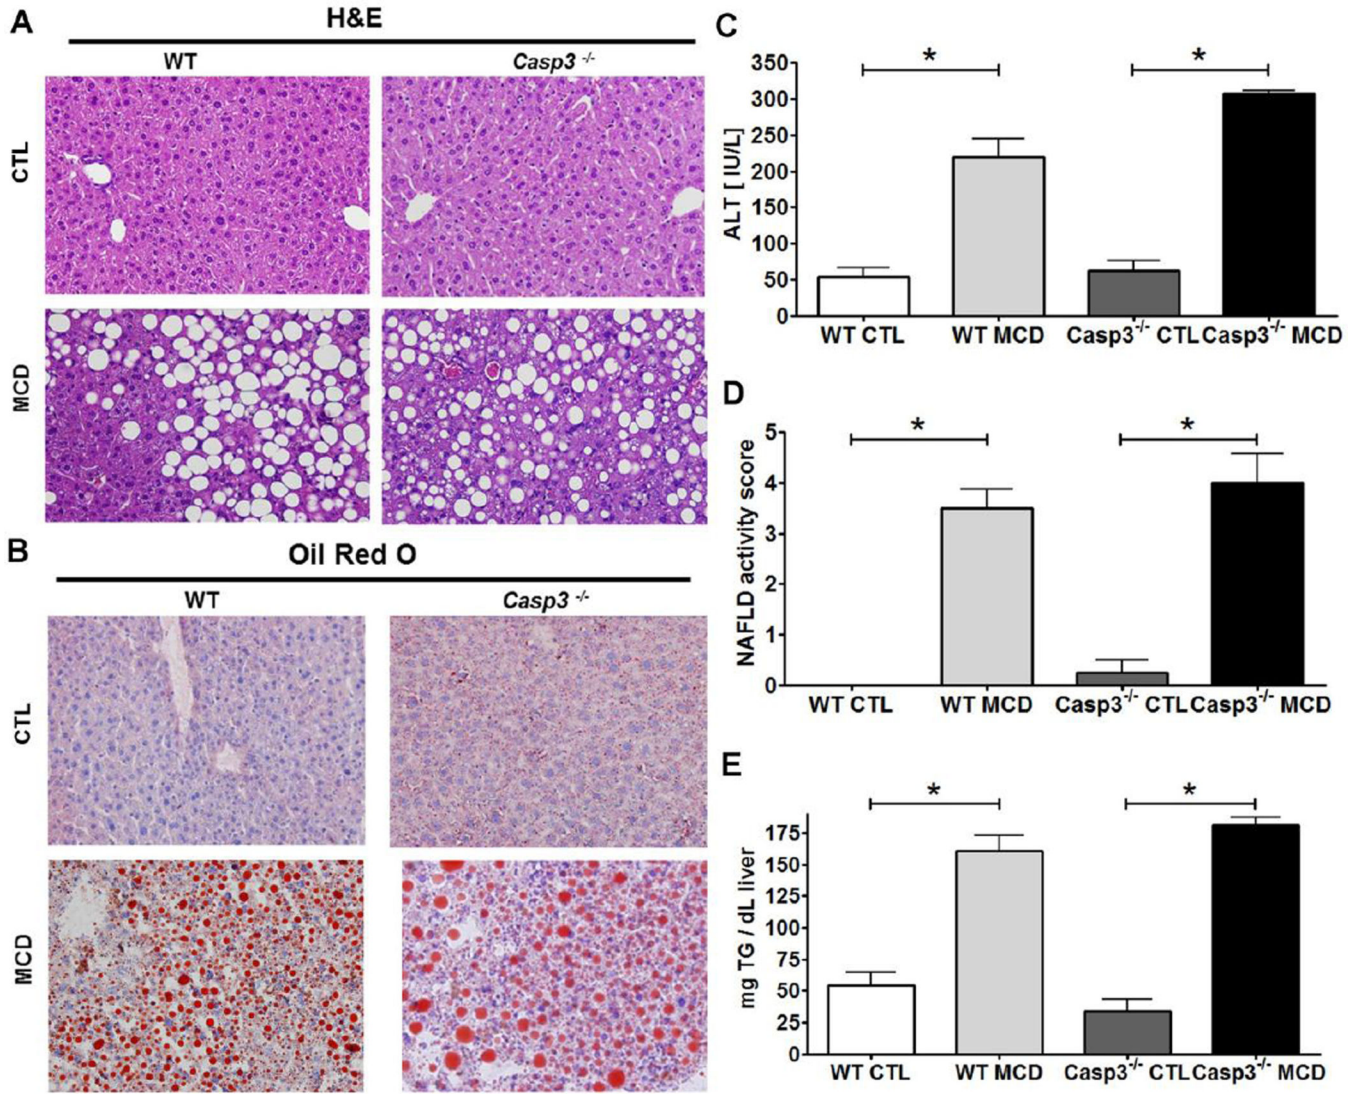 A
H&E
WT
Casp3 -/-
CTL
MCD
B
Oil Red O
WT
Casp3 -/-
CTL
MCD
C
ALT [ IU/L]
350
300
250
200
150
100
50
0
*
*
WT CTL
WT MCD
Casp3-/- CTL
Casp3-/- MCD
D
NAFLD activity score
5
4
3
2
1
0
*
*
WT CTL
WT MCD
Casp3-/- CTL
Casp3-/- MCD
E
mg TG / dL liver
175
150
125
100
75
50
25
0
*
*
WT CTL
WT MCD
Casp3-/- CTL
Casp3-/- MCD